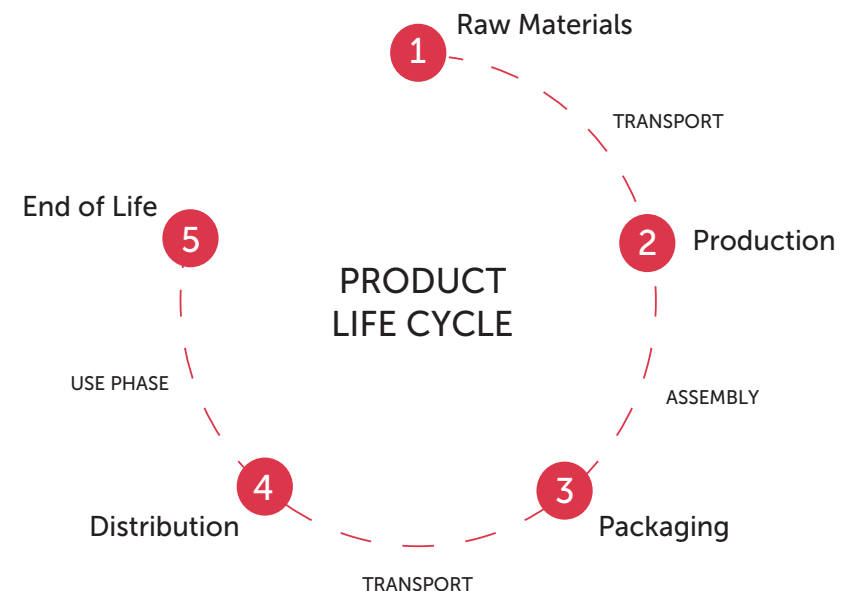 1
Raw Materials
TRANSPORT
2
Production
ASSEMBLY
3
Packaging
TRANSPORT
4
Distribution
USE PHASE
5
End of Life
PRODUCT
LIFE CYCLE